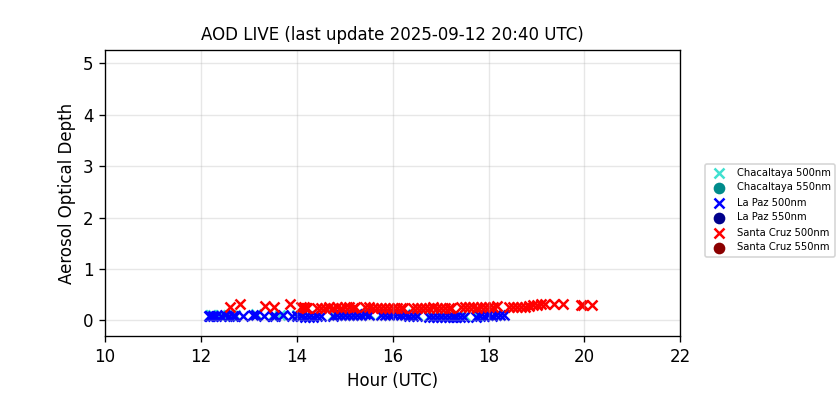 AOD LIVE (last update 2025-09-12 20:40 UTC)
Aerosol Optical Depth
5
4
3
2
1
0
10 12 14 16 18 20 22
Hour (UTC)
Chacaltaya 500nm
Chacaltaya 550nm
La Paz 500nm
La Paz 550nm
Santa Cruz 500nm
Santa Cruz 550nm